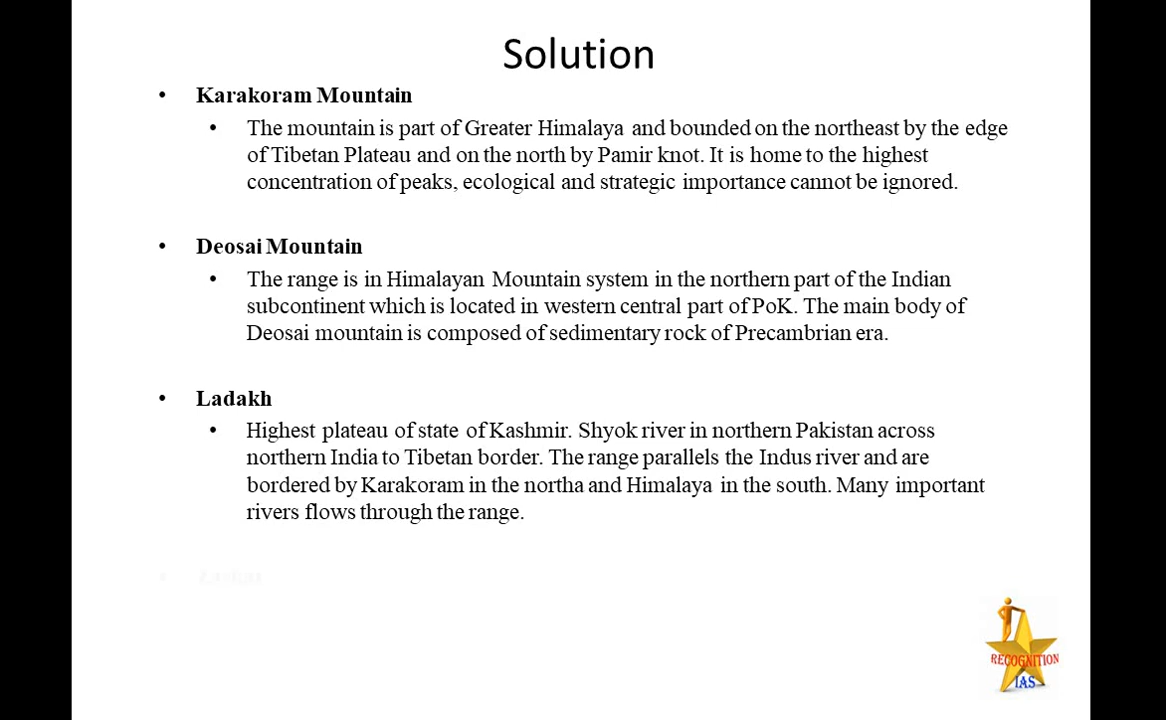 Solution
• Karakoram Mountain
• The mountain is part of Greater Himalaya and bounded on the northeast by the edge
of Tibetan Plateau and on the north by Pamir knot. It is home to the highest
concentration of peaks, ecological and strategic importance cannot be ignored.
• Deosai Mountain
• The range is in Himalayan Mountain system in the northern part of the Indian
subcontinent which is located in western central part of PoK. The main body of
Deosai mountain is composed of sedimentary rock of Precambrian era.
• Ladakh
• Highest plateau of state of Kashmir. Shyok river in northern Pakistan across
northern India to Tibetan border. The range parallels the Indus river and are
bordered by Karakoram in the northa and Himalaya in the south. Many important
rivers flows through the range.
RECOGNITION
IAS